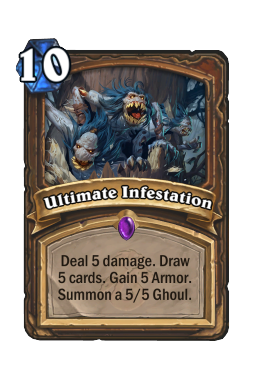 10
Ultimate Infestation
Deal 5 damage. Draw
5 cards. Gain 5 Armor.
Summon a 5/5 Ghoul.